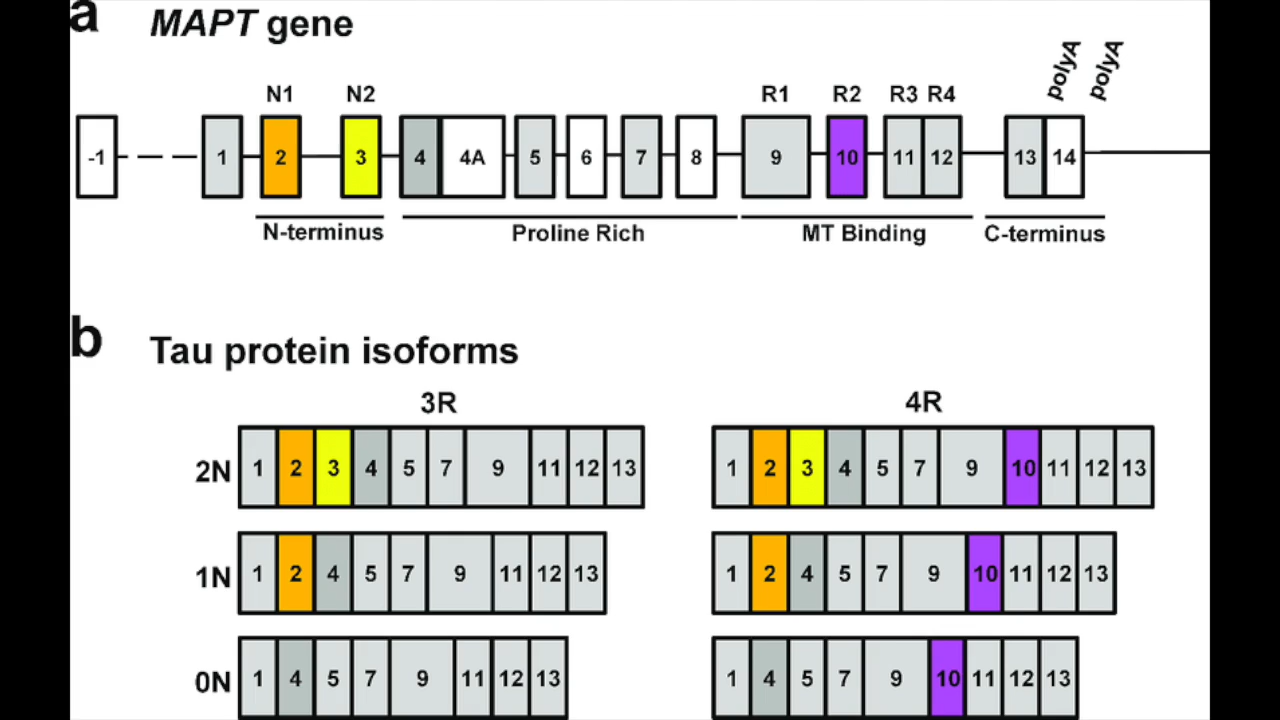 a MAPT gene
polyA polyA
N1 N2 R1 R2 R3 R4
-1 1 2 3 4 4A 5 6 7 8 9 10 11 12 13 14
N-terminus Proline Rich MT Binding C-terminus
b Tau protein isoforms
3R 4R
2N 1 2 3 4 5 7 9 11 12 13 1 2 3 4 5 7 9 10 11 12 13
1N 1 2 4 5 7 9 11 12 13 1 2 4 5 7 9 10 11 12 13
0N 1 4 5 7 9 11 12 13 1 4 5 7 9 10 11 12 13